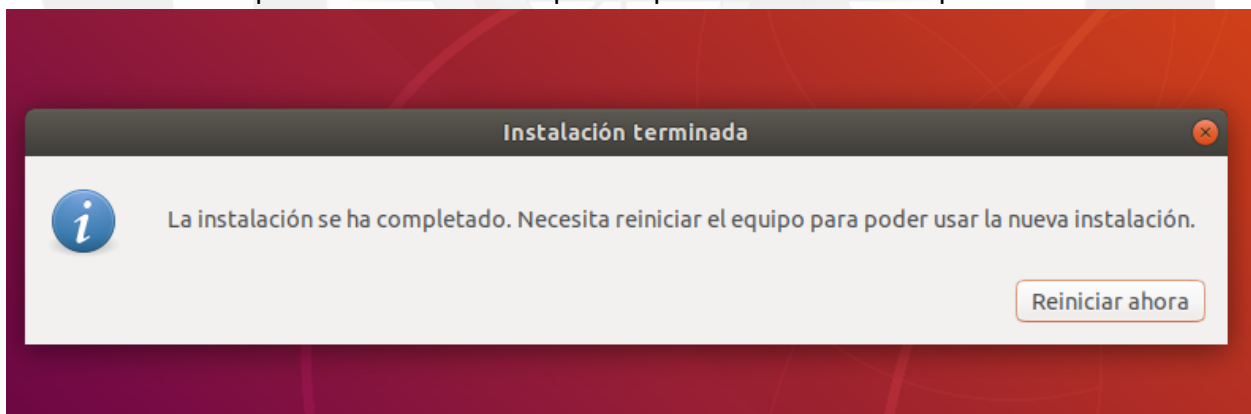 Instalación terminada
La instalación se ha completado. Necesita reiniciar el equipo para poder usar la nueva instalación.
Reiniciar ahora